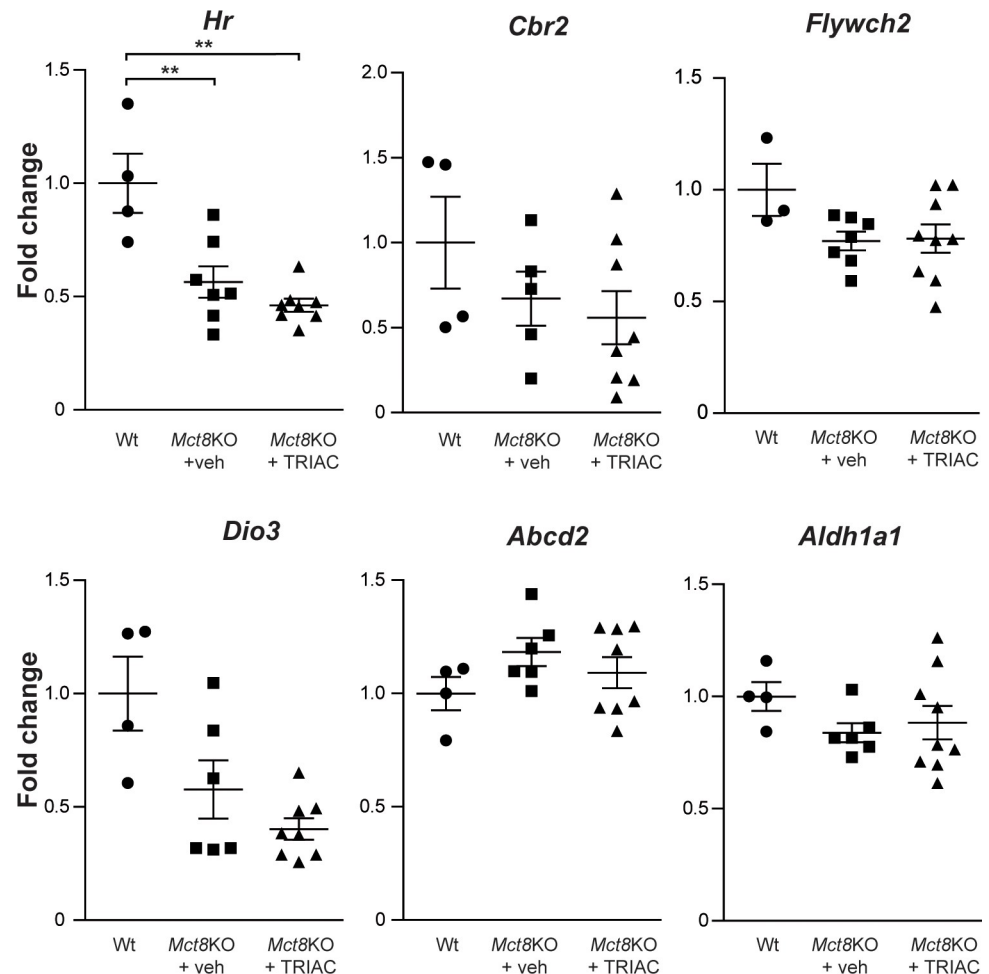 Hr
Cbr2
Flywch2
**
**
Fold change
1.5
1.0
0.5
0
2.0
1.5
1.0
0.5
0
1.5
1.0
0.5
0
Wt
Mct8KO
+veh
Mct8KO
+ TRIAC
Wt
Mct8KO
+ veh
Mct8KO
+ TRIAC
Wt
Mct8KO
+ veh
Mct8KO
+ TRIAC
Dio3
Abcd2
Aldh1a1
Fold change
1.5
1.0
0.5
0
1.5
1.0
0.5
0
1.5
1.0
0.5
0
Wt
Mct8KO
+ veh
Mct8KO
+ TRIAC
Wt
Mct8KO
+ veh
Mct8KO
+ TRIAC
Wt
Mct8KO
+ veh
Mct8KO
+ TRIAC